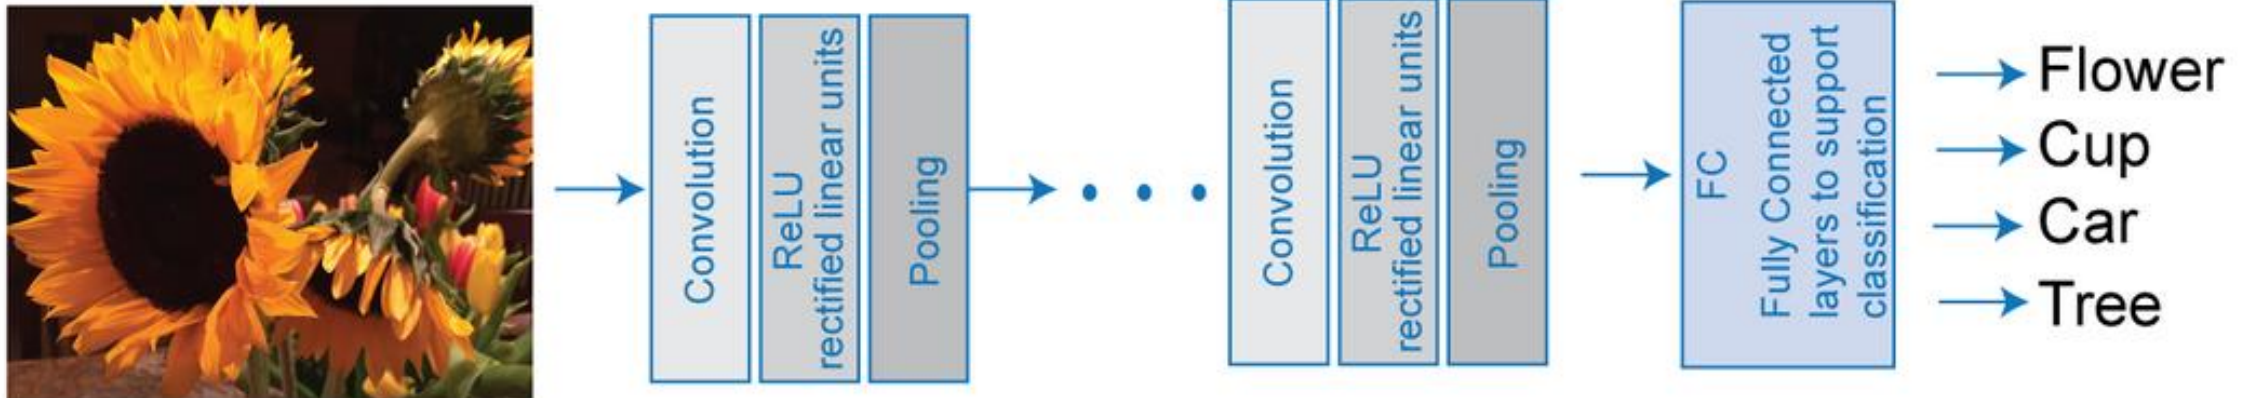 Convolution
ReLU
rectified linear units
Pooling
Convolution
ReLU
rectified linear units
Pooling
FC
Fully Connected
layers to support
classification
Flower
Cup
Car
Tree